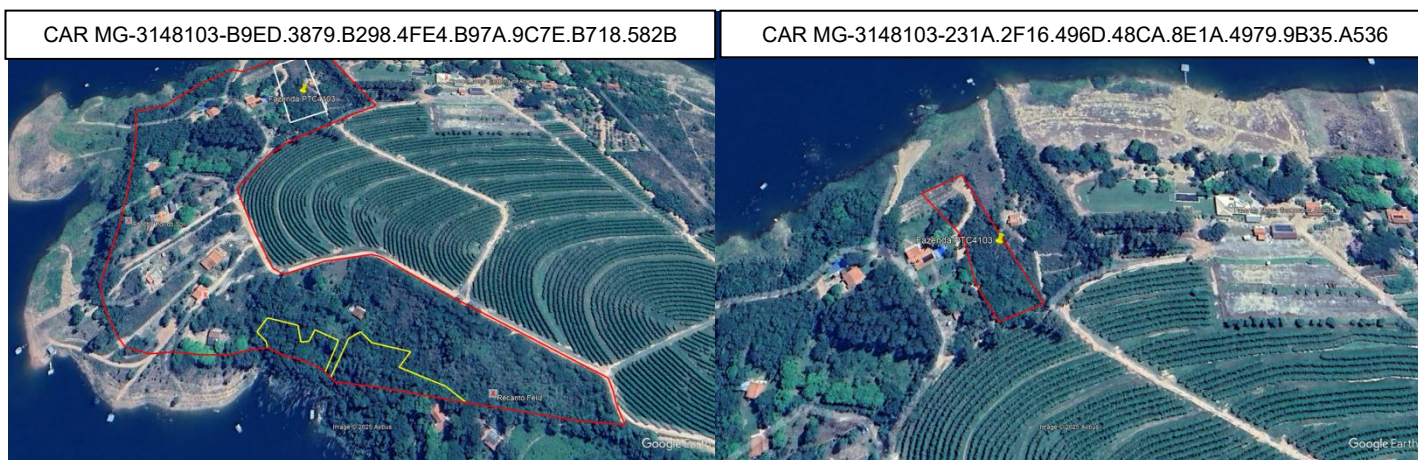 CAR MG-3148103-B9ED.3879.B298.4FE4.B97A.9C7E.B718.582B
Fazenda:PTC4103
Recanto Feliz
Image © 2025 Airbus
Google Earth
CAR MG-3148103-231A.2F16.496D.48CA.8E1A.4979.9B35.A536
Fazenda:PTC4103
Image © 2025 Airbus
Google Earth